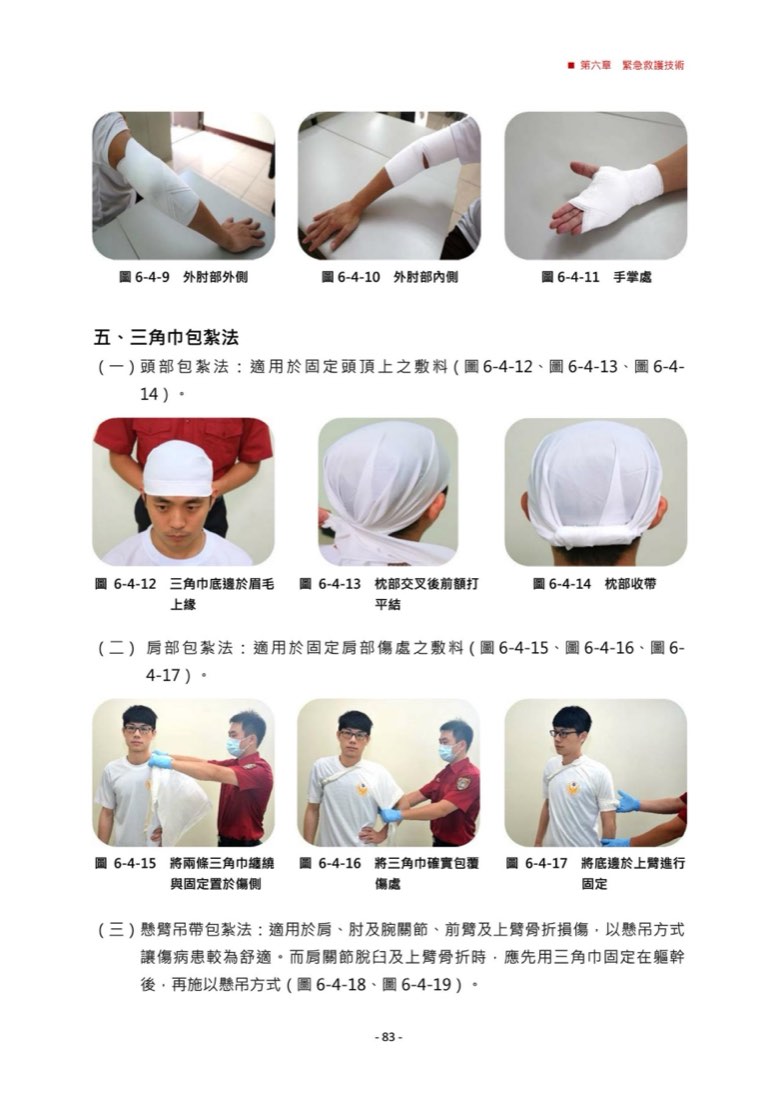 ■ 第六章　緊急救護技術
圖 6-4-9　外肘部外側
圖 6-4-10　外肘部內側
圖 6-4-11　手掌處
五、三角巾包紮法
(一)頭部包紮法：適用於固定頭頂上之敷料(圖6-4-12、圖6-4-13、圖6-4-
14)。
圖 6-4-12　三角巾底邊於眉毛
上緣
圖 6-4-13　枕部交叉後前額打
平結
圖 6-4-14　枕部收帶
(二) 肩部包紮法：適用於固定肩部傷處之敷料(圖6-4-15、圖6-4-16、圖6-
4-17)。
圖 6-4-15　將兩條三角巾纏繞
與固定置於傷側
圖 6-4-16　將三角巾確實包覆
傷處
圖 6-4-17　將底邊於上臂進行
固定
(三)懸臂吊帶包紮法：適用於肩、肘及腕關節、前臂及上臂骨折損傷，以懸吊方式
讓傷病患較為舒適。而肩關節脫臼及上臂骨折時，應先用三角巾固定在軀幹
後，再施以懸吊方式(圖6-4-18、圖6-4-19)。
- 83 -